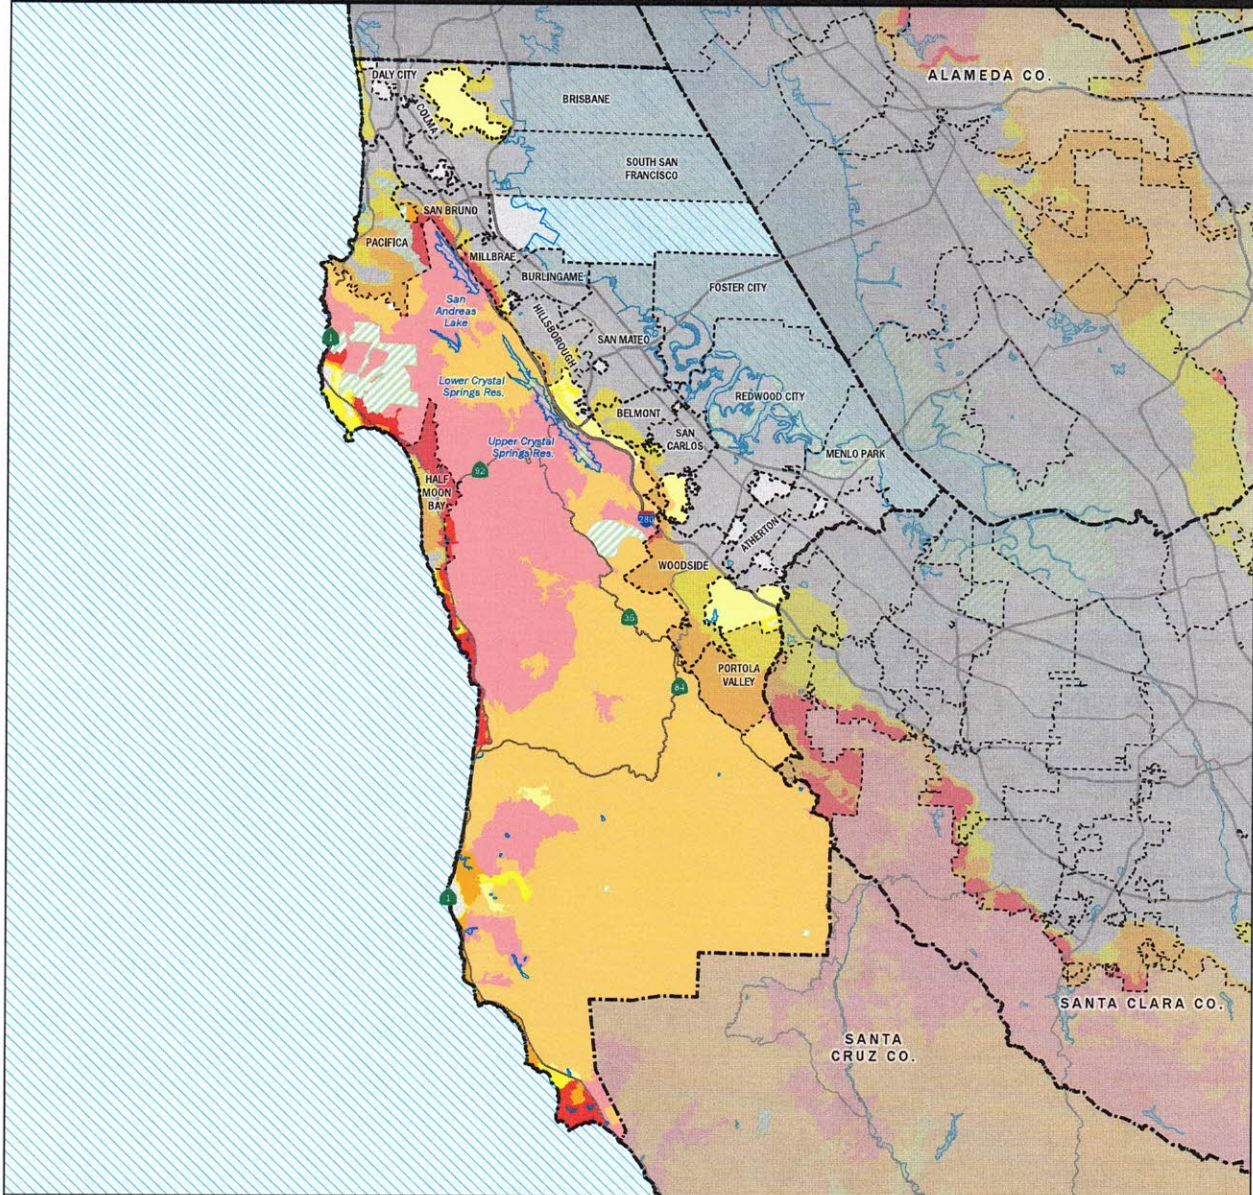 ALAMEDA CO.
DALY CITY
COLMA
BRISBANE
SOUTH SAN
FRANCISCO
SAN BRUNO
PACIFICA
MILLBRAE
BURLINGAME
FOSTER CITY
San
Andreas
Lake
HILLSBOROUGH
1
SAN MATEO
Lower Crystal
Springs Res.
REDWOOD CITY
BELMONT
SAN
CARLOS
Upper Crystal
Springs Res.
MENLO PARK
92
HALF
MOON
BAY
280
ATHERTON
WOODSIDE
35
PORTOLA
VALLEY
84
1
SANTA CLARA CO.
SANTA
CRUZ CO.